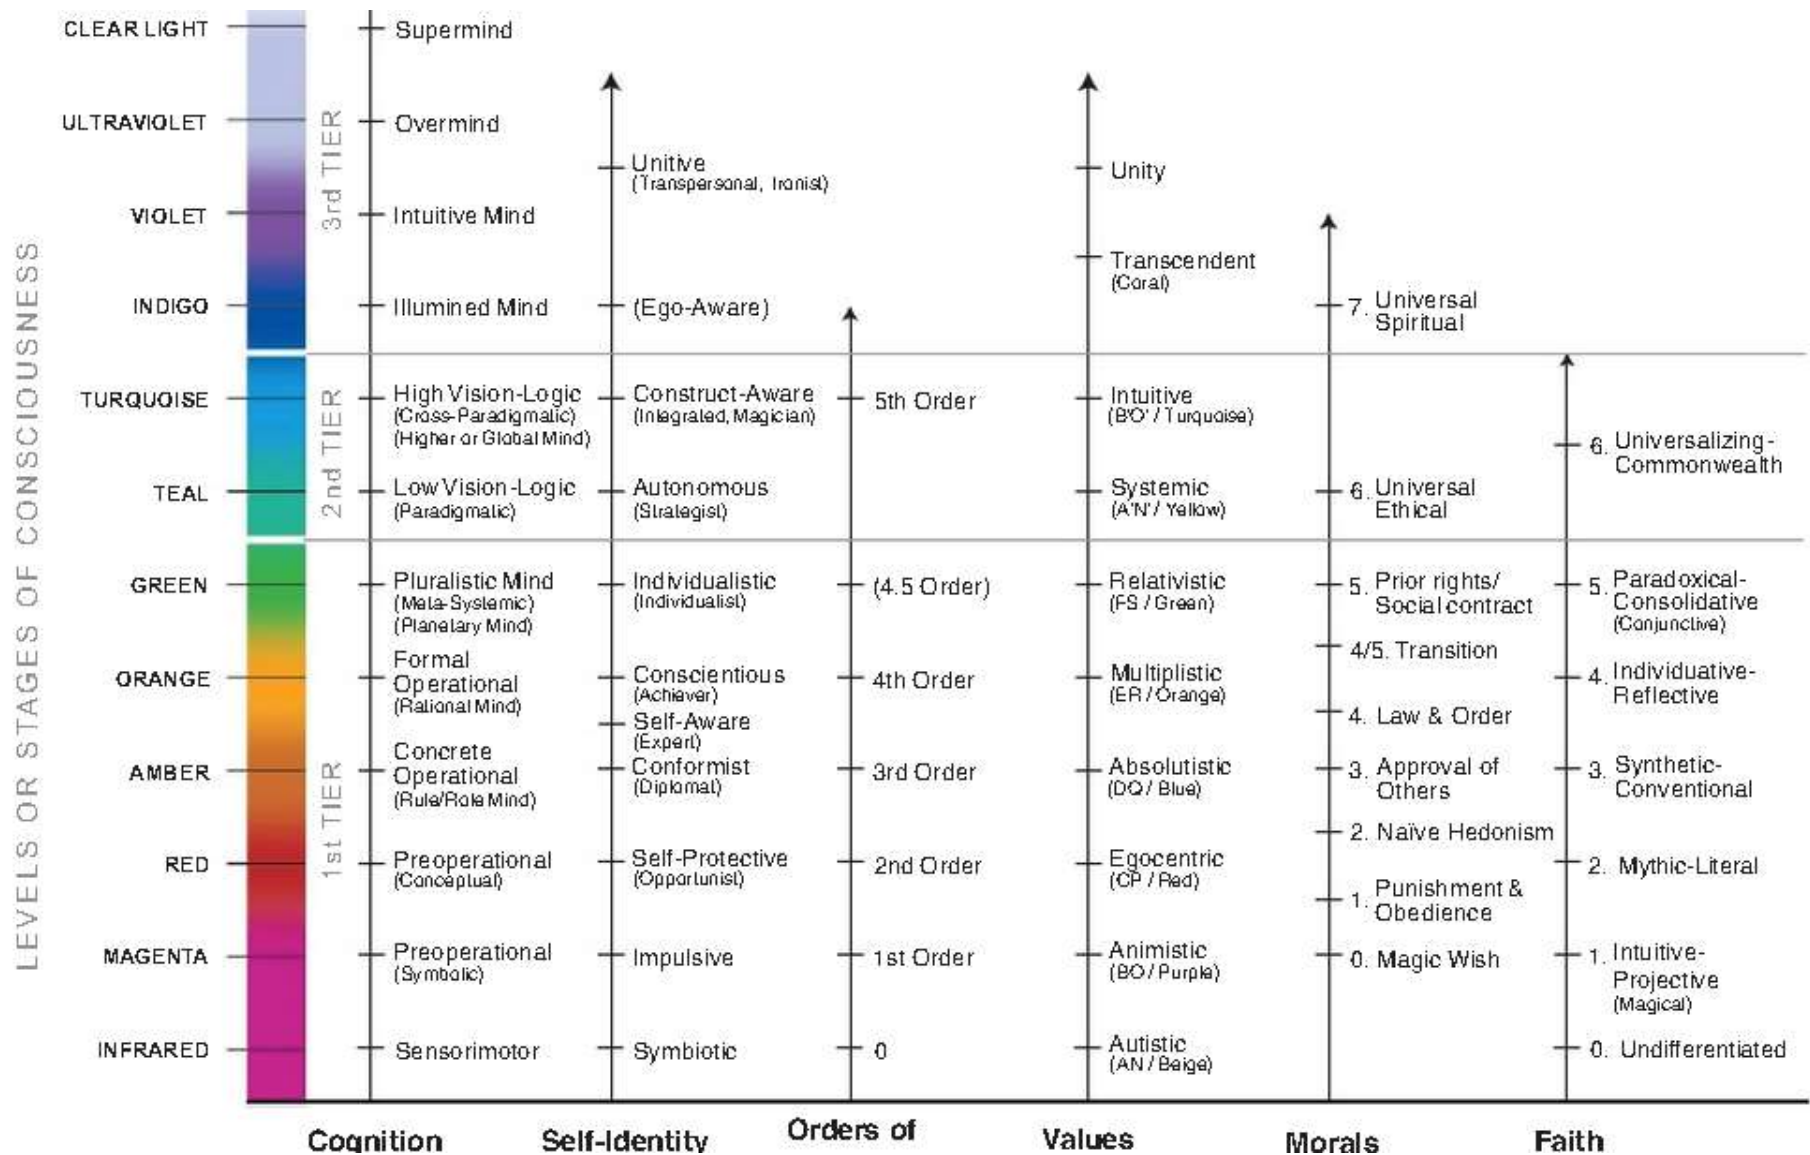 LEVELS OR STAGES OF CONSCIOUSNESS
CLEAR LIGHT
ULTRAVIOLET
VIOLET
INDIGO
TURQUOISE
TEAL
GREEN
ORANGE
AMBER
RED
MAGENTA
INFRARED
3rd TIER
2nd TIER
1st TIER
Supermind
Overmind
Intuitive Mind
Illumined Mind
High Vision-Logic
(Cross-Paradigmatic)
(Higher or Global Mind)
Low Vision-Logic
(Paradigmatic)
Pluralistic Mind
(Meta-Systemic)
(Planetary Mind)
Formal
Operational
(Rational Mind)
Concrete
Operational
(Rule/Role Mind)
Preoperational
(Conceptual)
Preoperational
(Symbolic)
Sensorimotor
Cognition
Unitive
(Transpersonal, Ironist)
(Ego-Aware)
Construct-Aware
(Integrated, Magician)
Autonomous
(Strategist)
Individualistic
(Individualist)
Conscientious
(Achiever)
Self-Aware
(Expert)
Conformist
(Diplomat)
Self-Protective
(Opportunist)
Impulsive
Symbiotic
Self-Identity
5th Order
(4.5 Order)
4th Order
3rd Order
2nd Order
1st Order
0
Orders of
Unity
Transcendent
(Coral)
Intuitive
(B'O' / Turquoise)
Systemic
(A'N' / Yellow)
Relativistic
(FS / Green)
Multiplistic
(ER / Orange)
Absolutistic
(DQ / Blue)
Egocentric
(CP / Red)
Animistic
(BO / Purple)
Autistic
(AN / Beige)
Values
7. Universal
Spiritual
6. Universal
Ethical
5. Prior rights/
Social contract
4/5. Transition
4. Law & Order
3. Approval of
Others
2. Naïve Hedonism
1. Punishment &
Obedience
0. Magic Wish
Morals
6. Universalizing-
Commonwealth
5. Paradoxical-
Consolidative
(Conjunctive)
4. Individuative-
Reflective
3. Synthetic-
Conventional
2. Mythic-Literal
1. Intuitive-
Projective
(Magical)
0. Undifferentiated
Faith